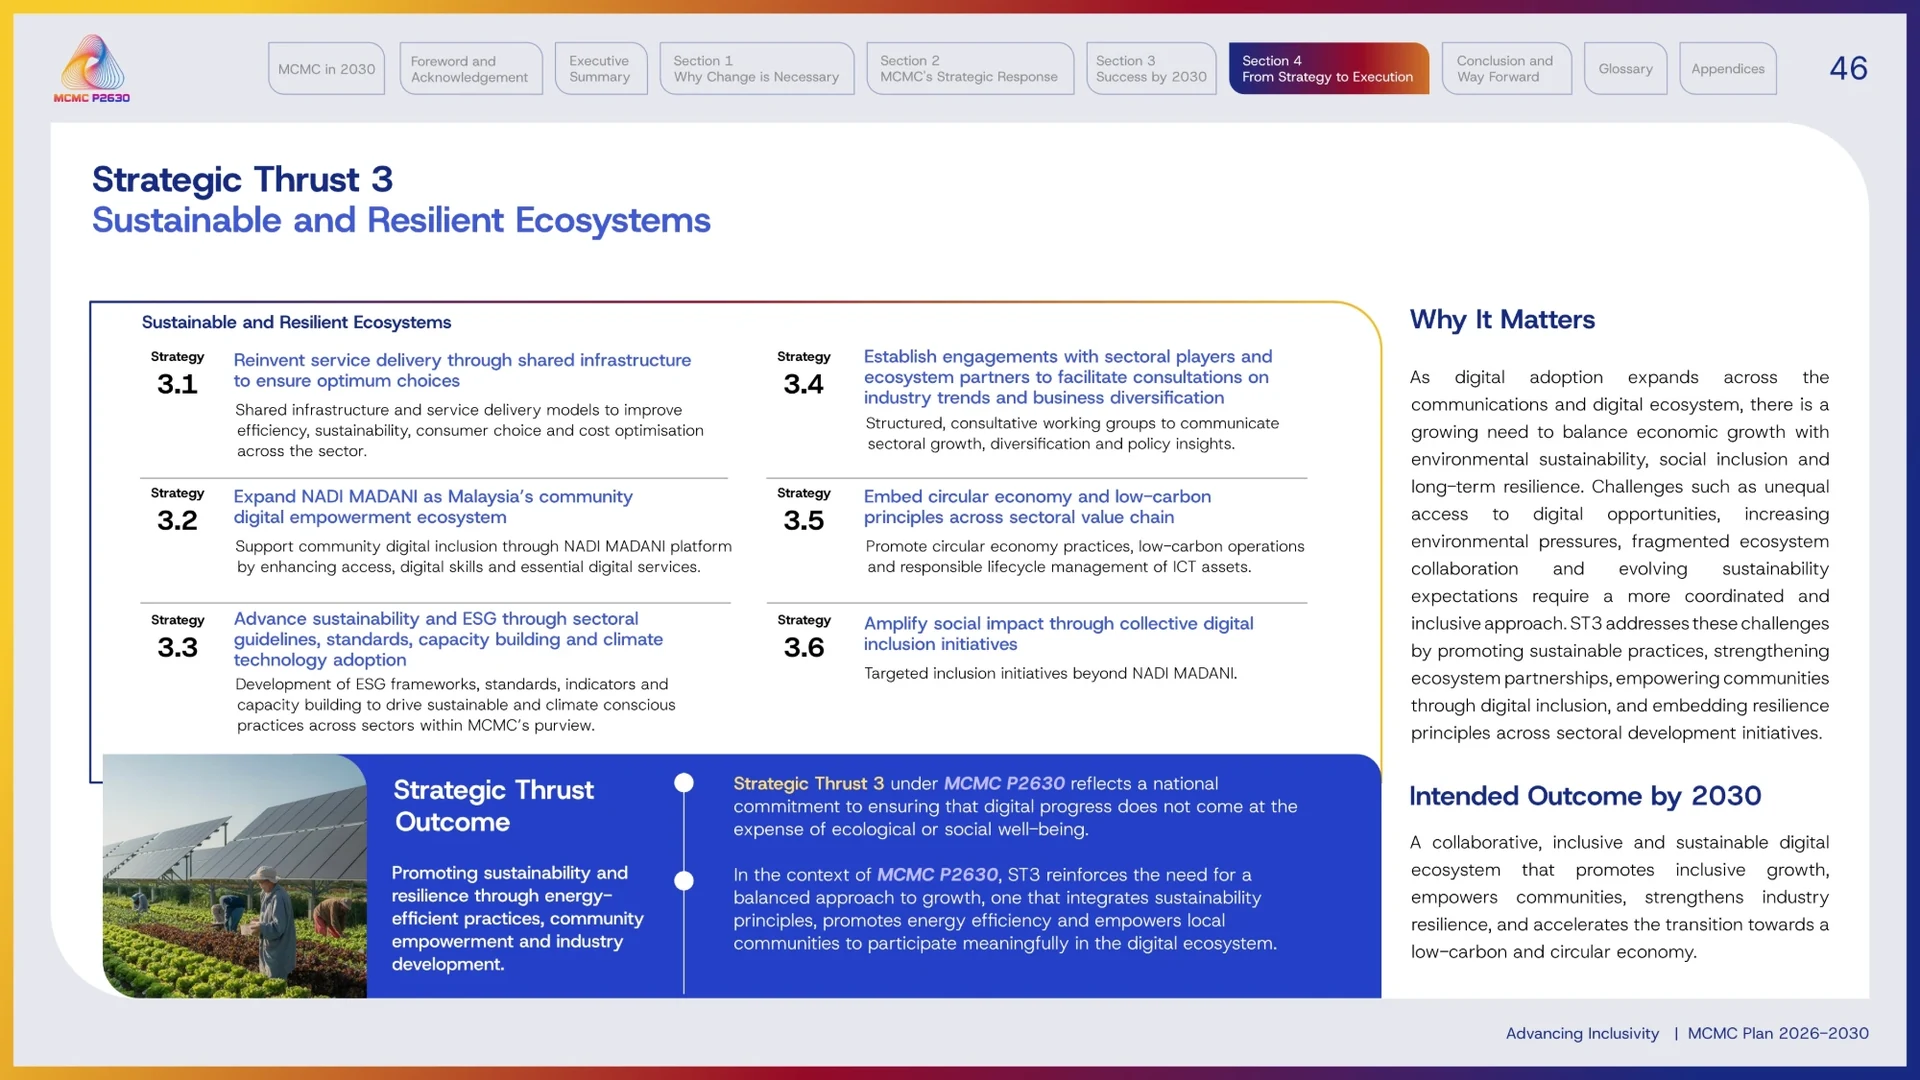 MCMC P2630
MCMC in 2030
Foreword and
Acknowledgement
Executive
Summary
Section 1
Why Change is Necessary
Section 2
MCMC's Strategic Response
Section 3
Success by 2030
Section 4
From Strategy to Execution
Conclusion and
Way Forward
Glossary
Appendices
46
Strategic Thrust 3
Sustainable and Resilient Ecosystems
Sustainable and Resilient Ecosystems
Strategy
3.1
Reinvent service delivery through shared infrastructure
to ensure optimum choices
Shared infrastructure and service delivery models to improve
efficiency, sustainability, consumer choice and cost optimisation
across the sector.
Strategy
3.2
Expand NADI MADANI as Malaysia's community
digital empowerment ecosystem
Support community digital inclusion through NADI MADANI platform
by enhancing access, digital skills and essential digital services.
Strategy
3.3
Advance sustainability and ESG through sectoral
guidelines, standards, capacity building and climate
technology adoption
Development of ESG frameworks, standards, indicators and
capacity building to drive sustainable and climate conscious
practices across sectors within MCMC's purview.
Strategy
3.4
Establish engagements with sectoral players and
ecosystem partners to facilitate consultations on
industry trends and business diversification
Structured, consultative working groups to communicate
sectoral growth, diversification and policy insights.
Strategy
3.5
Embed circular economy and low-carbon
principles across sectoral value chain
Promote circular economy practices, low-carbon operations
and responsible lifecycle management of ICT assets.
Strategy
3.6
Amplify social impact through collective digital
inclusion initiatives
Targeted inclusion initiatives beyond NADI MADANI.
Strategic Thrust
Outcome
Promoting sustainability and
resilience through energy-
efficient practices, community
empowerment and industry
development.
Strategic Thrust 3 under MCMC P2630 reflects a national
commitment to ensuring that digital progress does not come at the
expense of ecological or social well-being.
In the context of MCMC P2630, ST3 reinforces the need for a
balanced approach to growth, one that integrates sustainability
principles, promotes energy efficiency and empowers local
communities to participate meaningfully in the digital ecosystem.
Why It Matters
As digital adoption expands across the
communications and digital ecosystem, there is a
growing need to balance economic growth with
environmental sustainability, social inclusion and
long-term resilience. Challenges such as unequal
access to digital opportunities, increasing
environmental pressures, fragmented ecosystem
collaboration and evolving sustainability
expectations require a more coordinated and
inclusive approach. ST3 addresses these challenges
by promoting sustainable practices, strengthening
ecosystem partnerships, empowering communities
through digital inclusion, and embedding resilience
principles across sectoral development initiatives.
Intended Outcome by 2030
A collaborative, inclusive and sustainable digital
ecosystem that promotes inclusive growth,
empowers communities, strengthens industry
resilience, and accelerates the transition towards a
low-carbon and circular economy.
Advancing Inclusivity | MCMC Plan 2026-2030